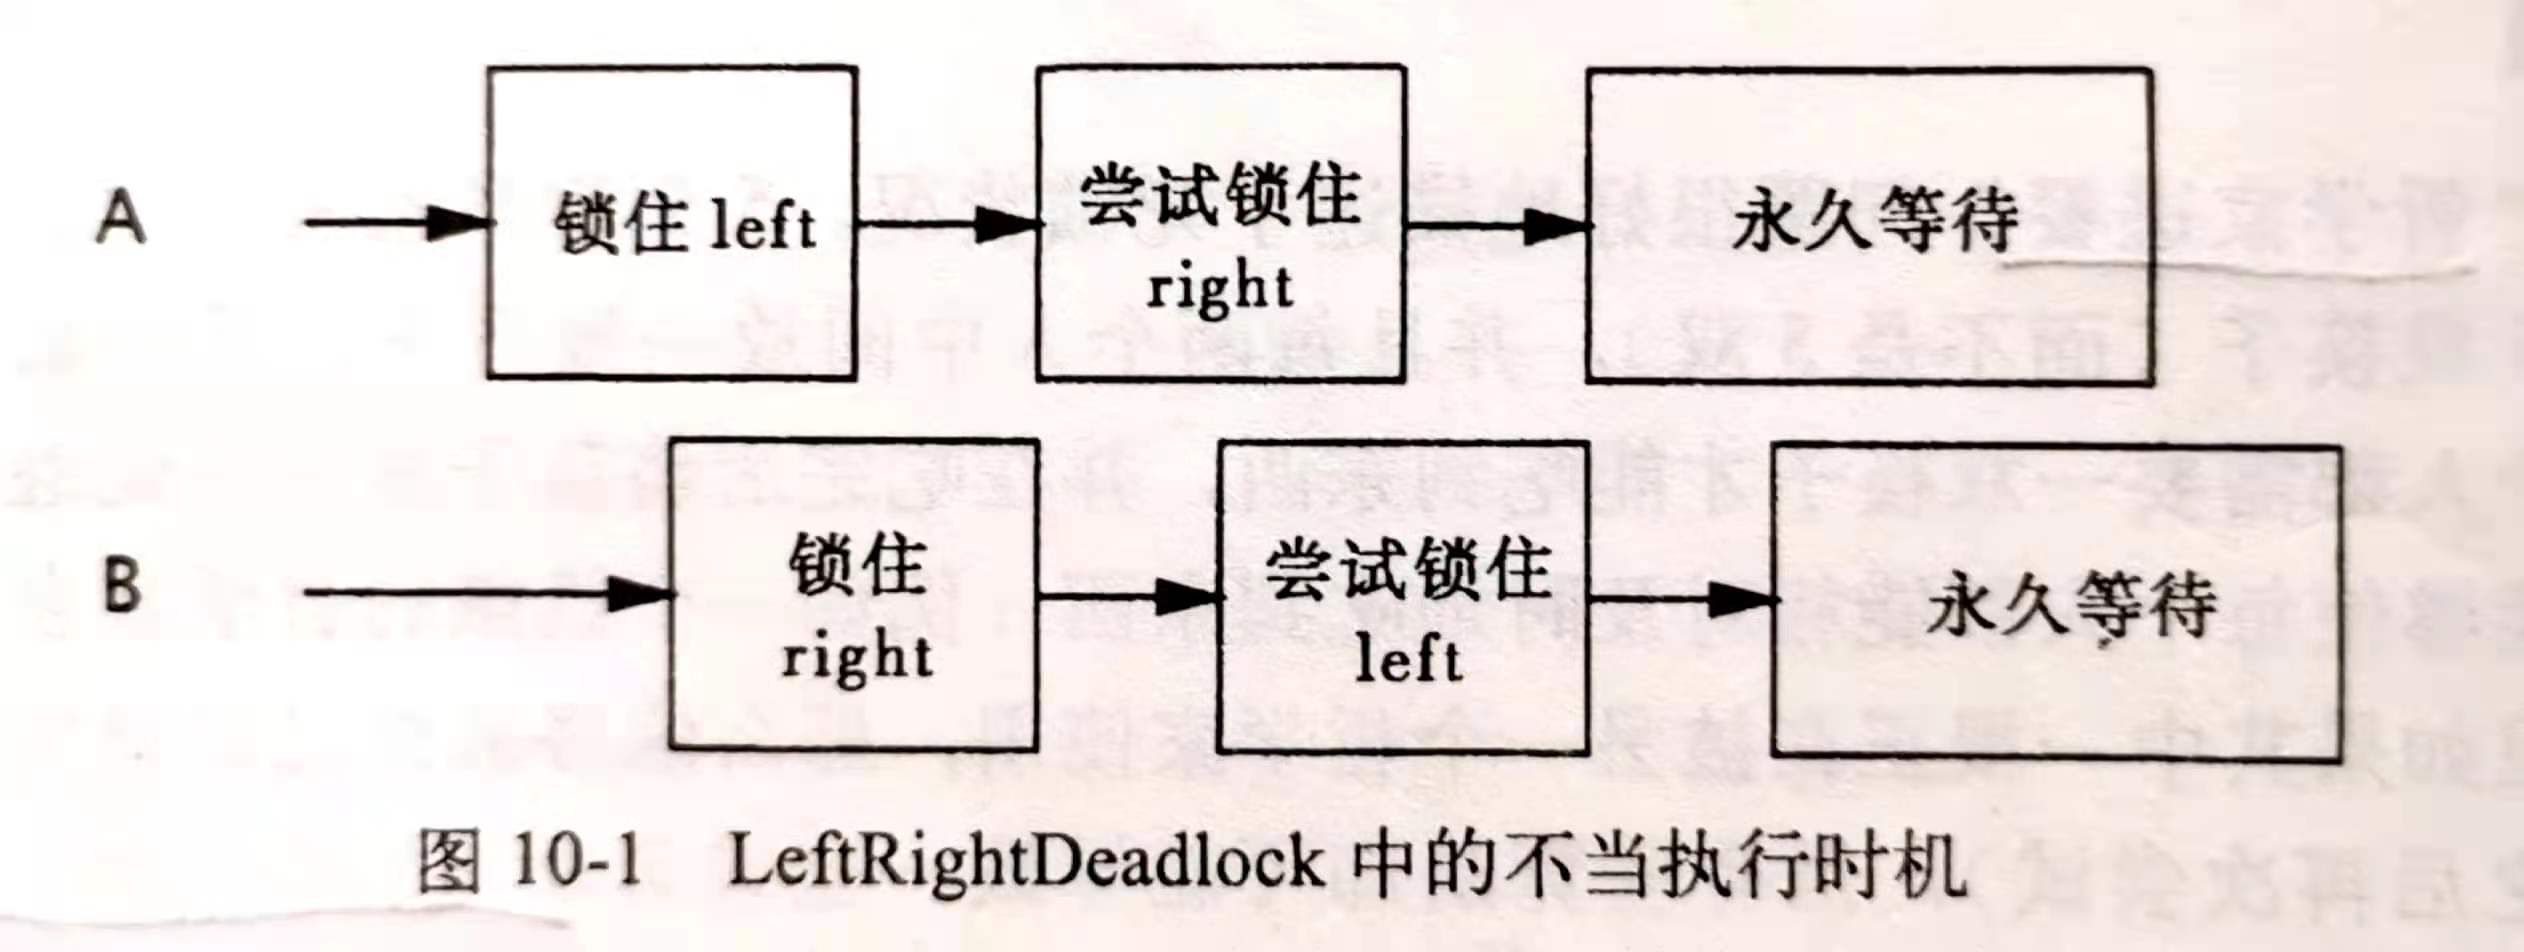 A
锁住 left
尝试锁住
right
永久等待
B
锁住
right
尝试锁住
left
永久等待
图 10-1 LeftRightDeadlock 中的不当执行时机